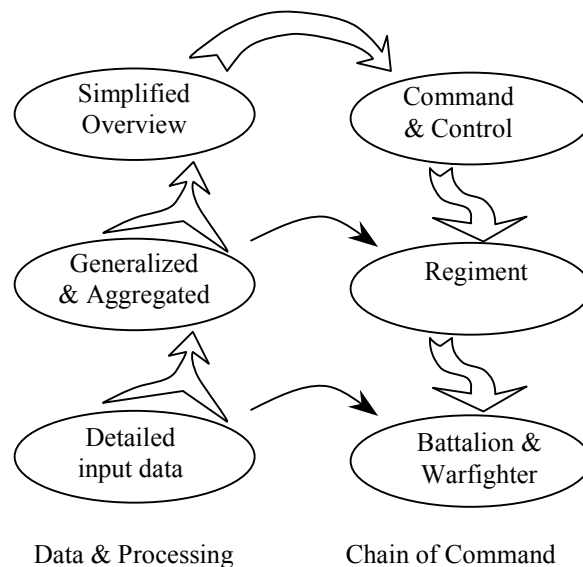 Simplified
Overview
Command
& Control
Generalized
& Aggregated
Regiment
Detailed
input data
Battalion &
Warfighter
Data & Processing
Chain of Command